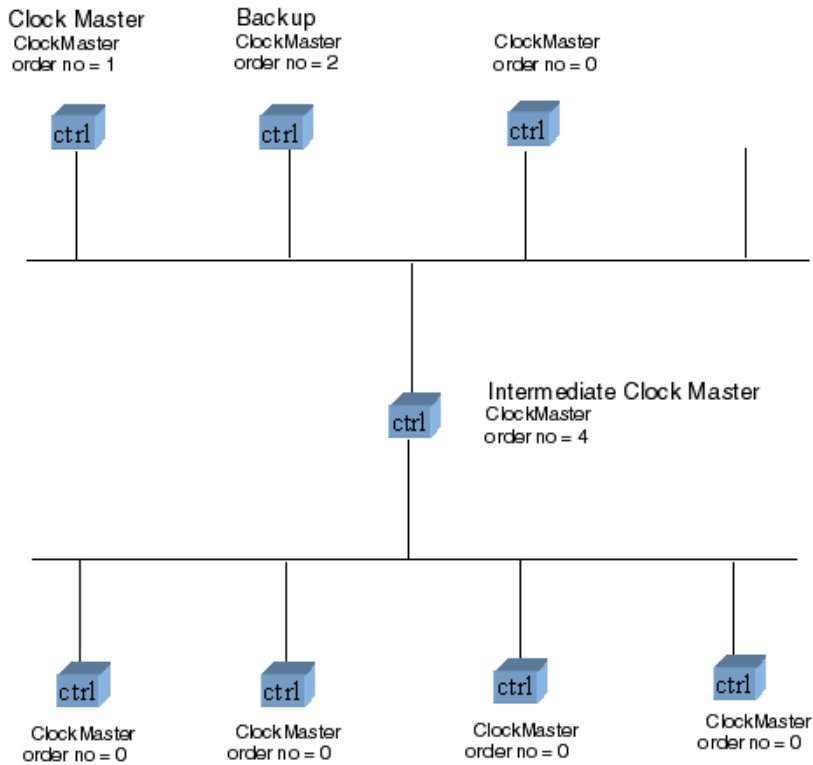 Clock Master
ClockMaster
order no = 1
Backup
ClockMaster
order no = 2
ClockMaster
order no = 0
ctrl
ctrl
ctrl
Intermediate Clock Master
ClockMaster
order no = 4
ctrl
ctrl
ctrl
ctrl
ctrl
ClockMaster
order no = 0
ClockMaster
order no = 0
ClockMaster
order no = 0
ClockMaster
order no = 0